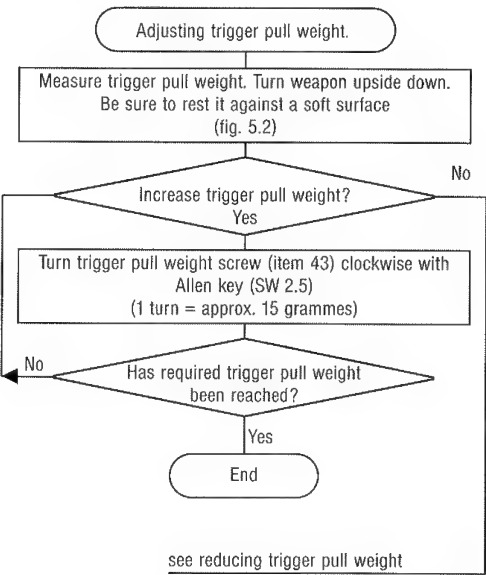 Adjusting trigger pull weight.
Measure trigger pull weight. Turn weapon upside down.
Be sure to rest it against a soft surface
(fig. 5.2)
No
Increase trigger pull weight?
Yes
Turn trigger pull weight screw (item 43) clockwise with
Allen key (SW 2.5)
(1 turn = approx. 15 grammes)
No
Has required trigger pull weight
been reached?
Yes
End
see reducing trigger pull weight